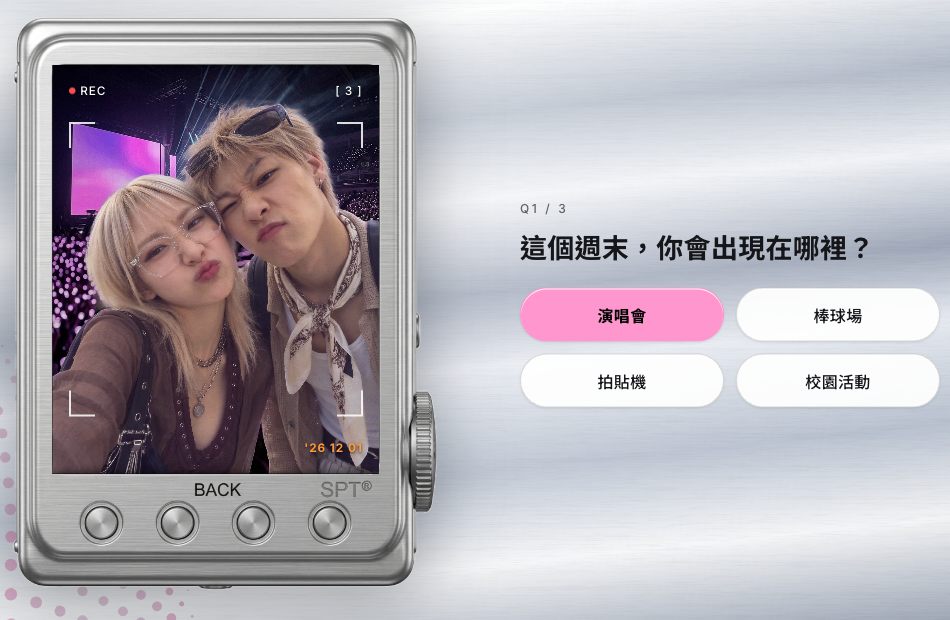 REC
[ 3 ]
'26 12 01
BACK
SPT®
Q1 / 3
這個週末，你會出現在哪裡？
演唱會
棒球場
拍貼機
校園活動